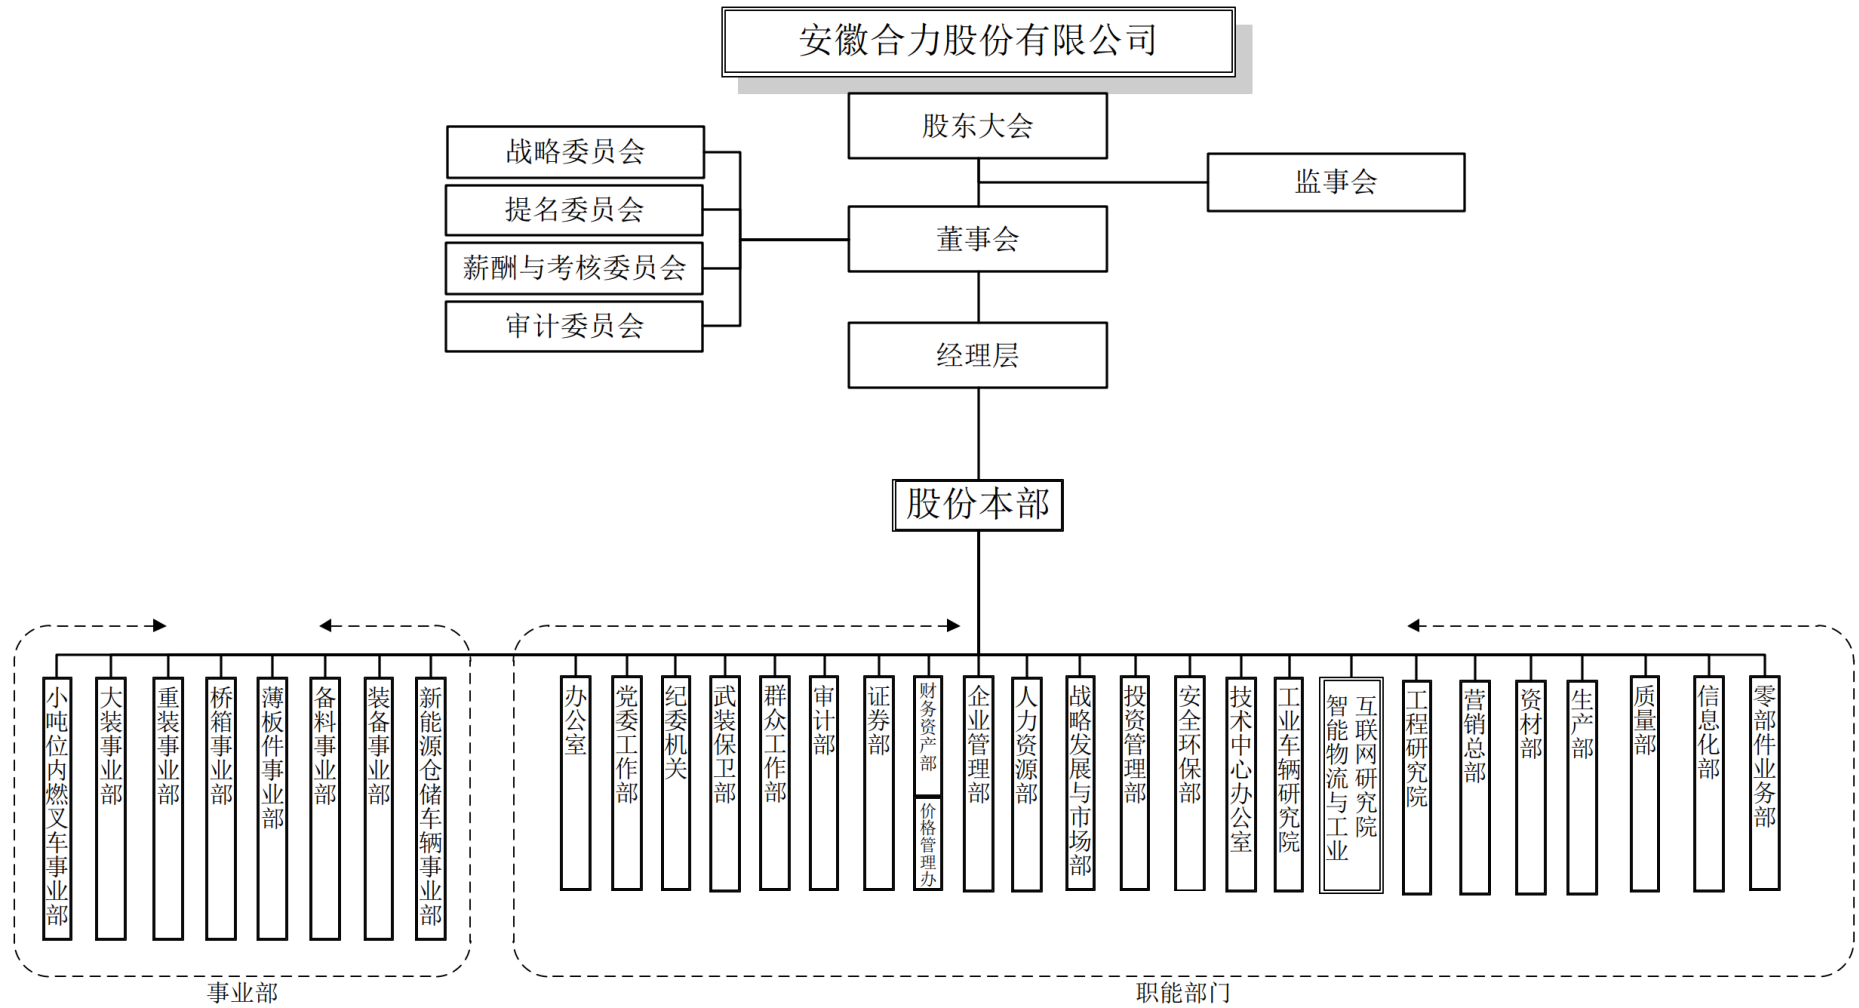 安徽合力股份有限公司
股东大会
战略委员会
监事会
提名委员会
董事会
薪酬与考核委员会
审计委员会
经理层
股份本部
小吨位内燃叉车事业部
大装事业部
重装事业部
桥箱事业部
薄板件事业部
备料事业部
装备事业部
新能源仓储车辆事业部
办公室
党委工作部
纪委机关
武装保卫部
群众工作部
审计部
证券部
财务资产部
价格管理办
企业管理部
人力资源部
战略发展与市场部
投资管理部
安全环保部
技术中心办公室
工业车辆研究院
智能物流与工业
互联网研究院
工程研究院
营销总部
资材部
生产部
质量部
信息化部
零部件业务部
事业部
职能部门